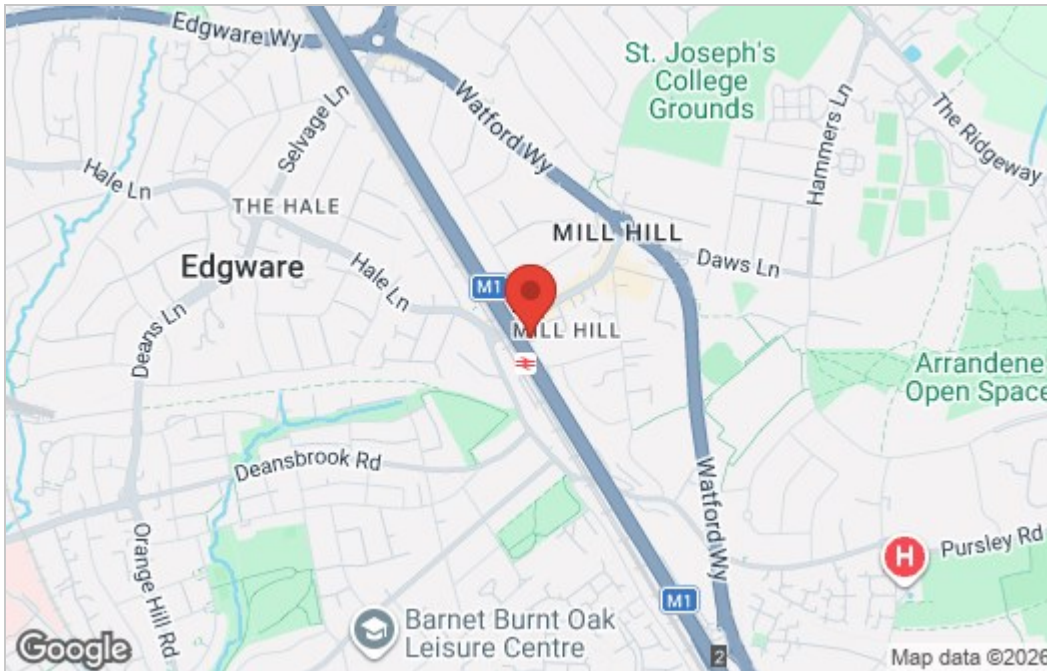 Edgware Wy
St. Joseph's
College
Grounds
Hammers Ln
The Ridgeway
Selvage Ln
Watford Wy
Hale Ln
THE HALE
MILL HILL
Daws Ln
Edgware
Hale Ln
M1
MILL HILL
Deans Ln
Arrandene
Open Space
Deansbrook Rd
Watford Wy
Orange Hill Rd
Pursley Rd
H
M1
Barnet Burnt Oak
Leisure Centre
2
Google
Map data ©2026